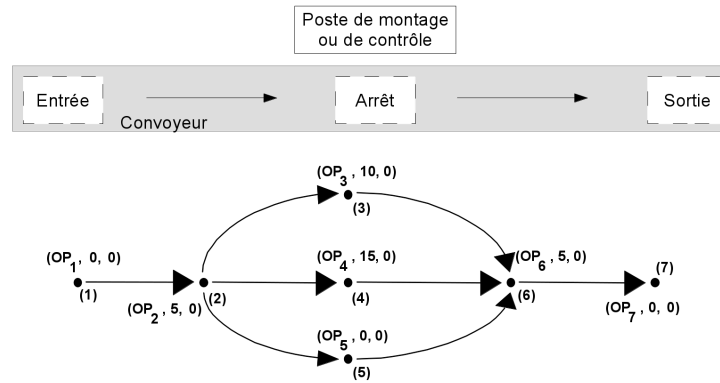 Poste de montage
ou de contrôle
Entrée
Arrêt
Sortie
Convoyeur
(OP3 , 10, 0)
(3)
(OP1, 0, 0)
(OP4 , 15, 0)
(OP6 , 5, 0)
(7)
(1)
(2)
(4)
(6)
(OP2 , 5, 0)
(OP7 , 0, 0)
(OP5 , 0, 0)
(5)